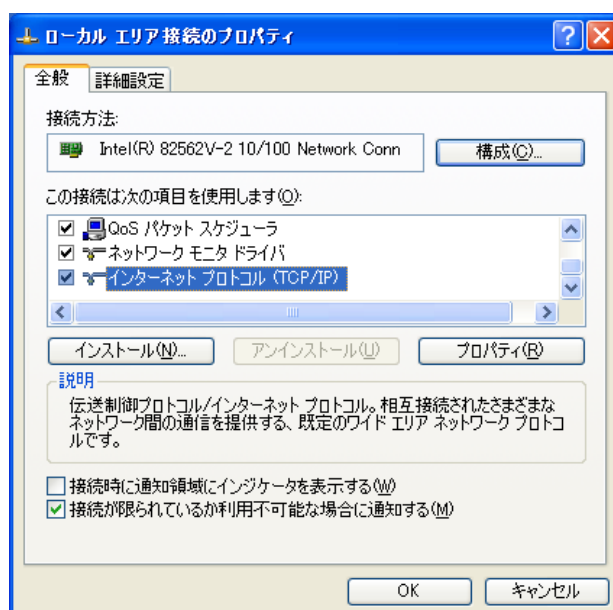 ローカル エリア接続のプロパティ
全般 詳細設定
接続方法:
Intel(R) 82562V-2 10/100 Network Conn 構成(C)...
この接続は次の項目を使用します(O):
QoS パケット スケジューラ
ネットワーク モニタ ドライバ
インターネット プロトコル (TCP/IP)
インストール(N)... アンインストール(U) プロパティ(R)
説明
伝送制御プロトコル/インターネット プロトコル。相互接続されたさまざまな
ネットワーク間の通信を提供する、既定のワイド エリア ネットワーク プロトコ
ルです。
接続時に通知領域にインジケータを表示する(W)
接続が限られているか利用不可能な場合に通知する(M)
OK キャンセル